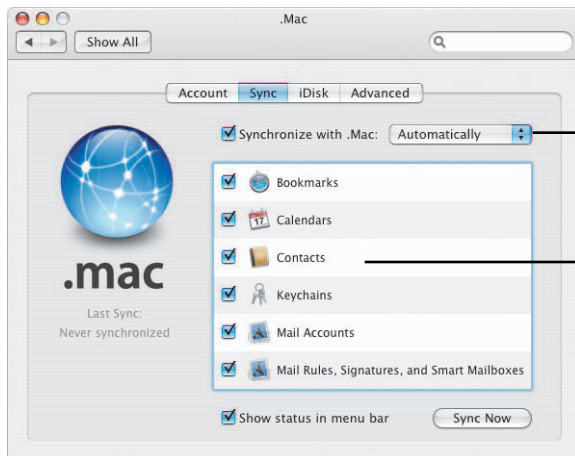 .Mac
Show All
Account Sync iDisk Advanced
Synchronize with .Mac: Automatically
Bookmarks
17 Calendars
Contacts
Keychains
Mail Accounts
Mail Rules, Signatures, and Smart Mailboxes
.mac
Last Sync:
Never synchronized
Show status in menu bar Sync Now